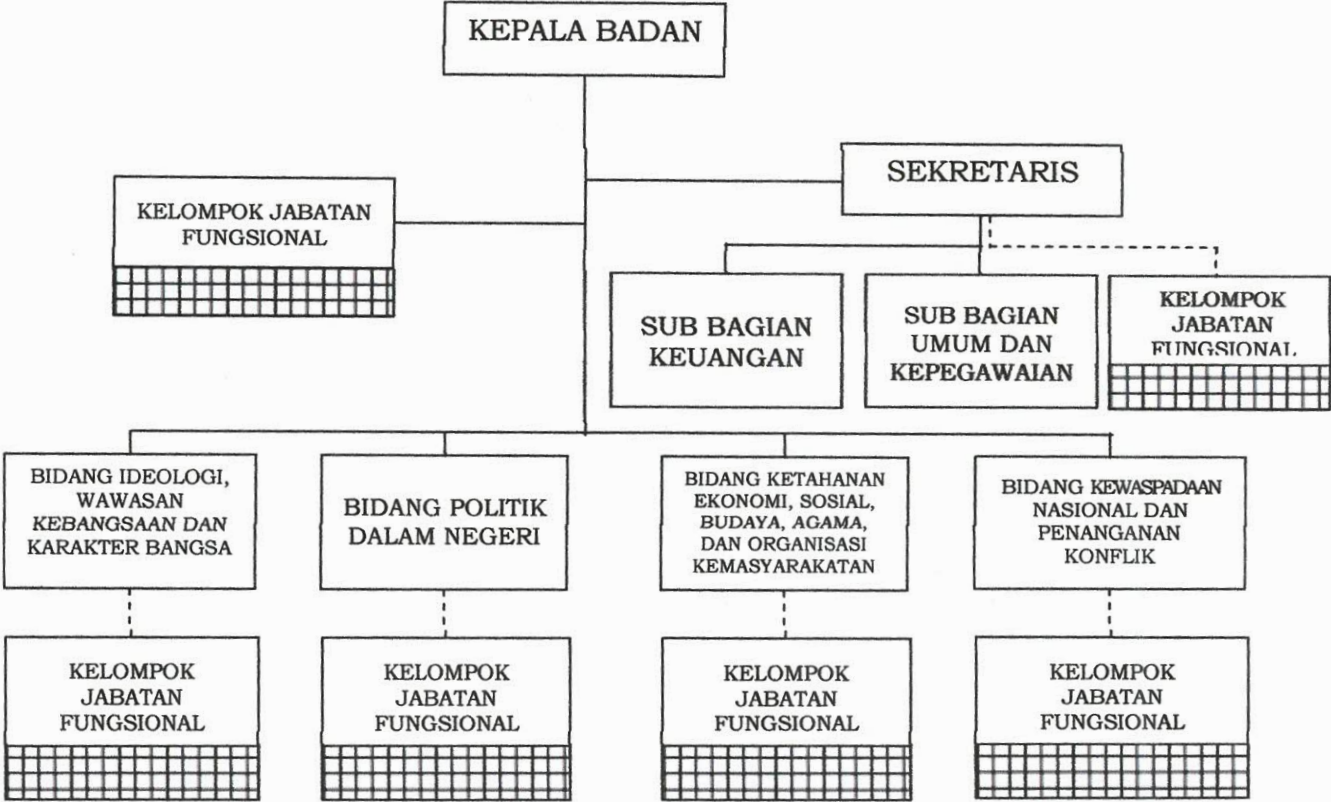 KEPALA BADAN
SEKRETARIS
KELOMPOK JABATAN
FUNGSIONAL
SUB BAGIAN
KEUANGAN
SUB BAGIAN
UMUM DAN
KEPEGAWAIAN
KELOMPOK
JABATAN
FUNGSIONAL
BIDANG IDEOLOGI,
WAWASAN
KEBANGSAAN DAN
KARAKTER BANGSA
BIDANG POLITIK
DALAM NEGERI
BIDANG KETAHANAN
EKONOMI, SOSIAL,
BUDAYA, AGAMA,
DAN ORGANISASI
KEMASYARAKATAN
BIDANG KEWASPADAAN
NASIONAL DAN
PENANGANAN
KONFLIK
KELOMPOK
JABATAN
FUNGSIONAL
KELOMPOK
JABATAN
FUNGSIONAL
KELOMPOK
JABATAN
FUNGSIONAL
KELOMPOK
JABATAN
FUNGSIONAL